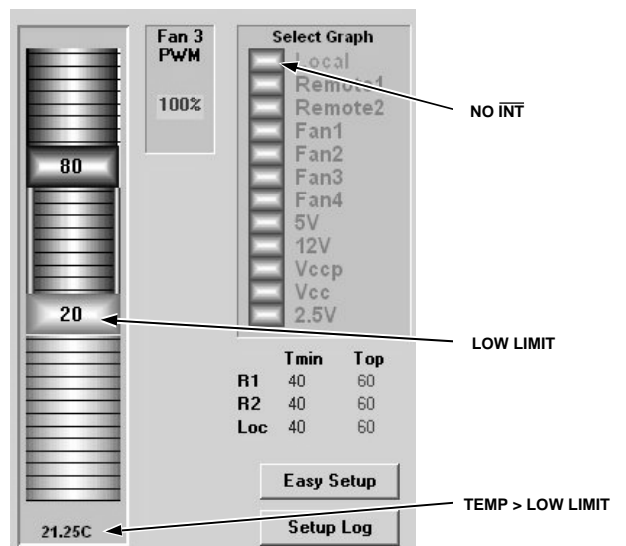 Fan 3
PWM
100%
Select Graph
Local
Remote1
Remote2
Fan1
Fan2
Fan3
Fan4
5V
12V
Vccp
Vcc
2.5V
NO I̅N̅T̅
80
20
LOW LIMIT
Tmin Top
R1 40 60
R2 40 60
Loc 40 60
Easy Setup
Setup Log
21.25C
TEMP > LOW LIMIT